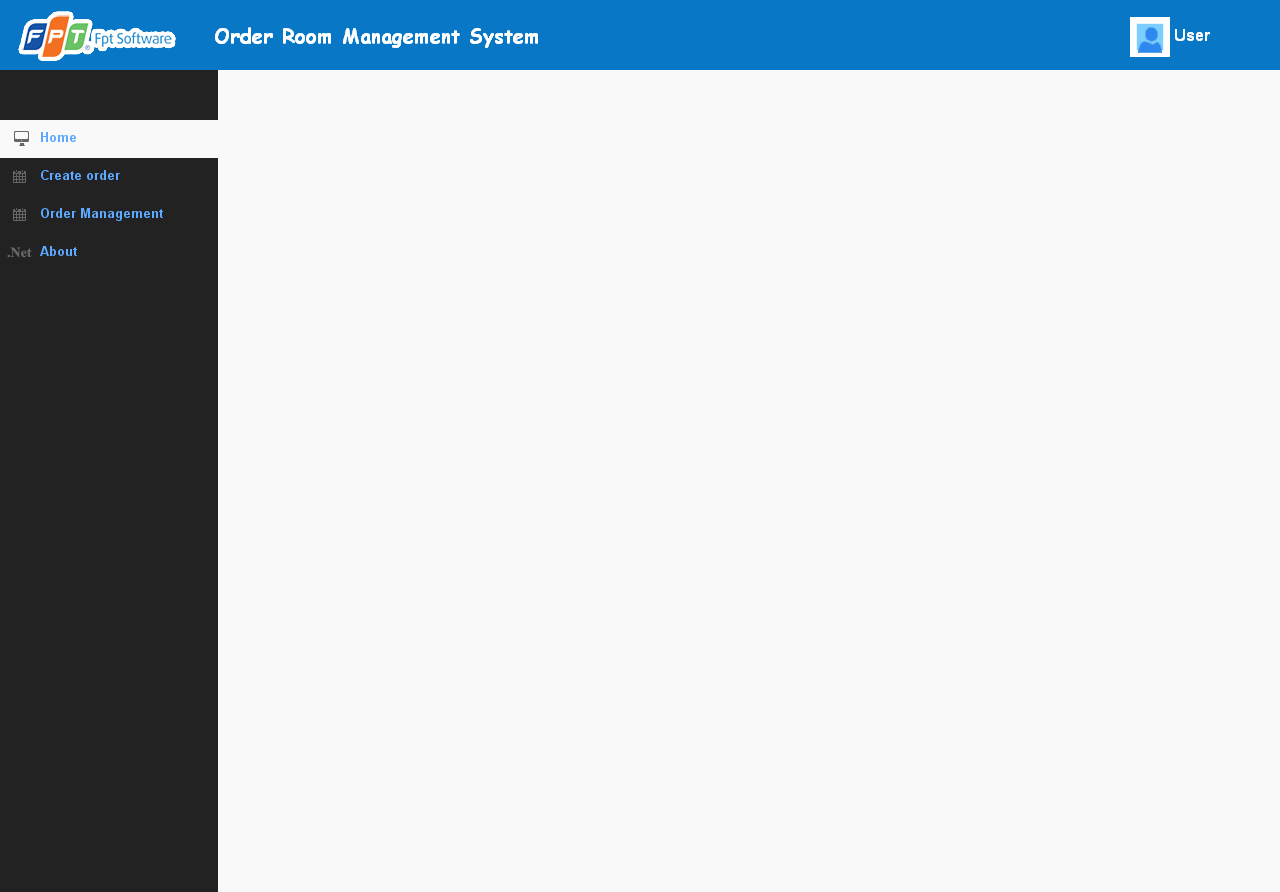 FPT® Fpt Software
Order Room Management System
User
Home
Create order
Order Management
.Net About